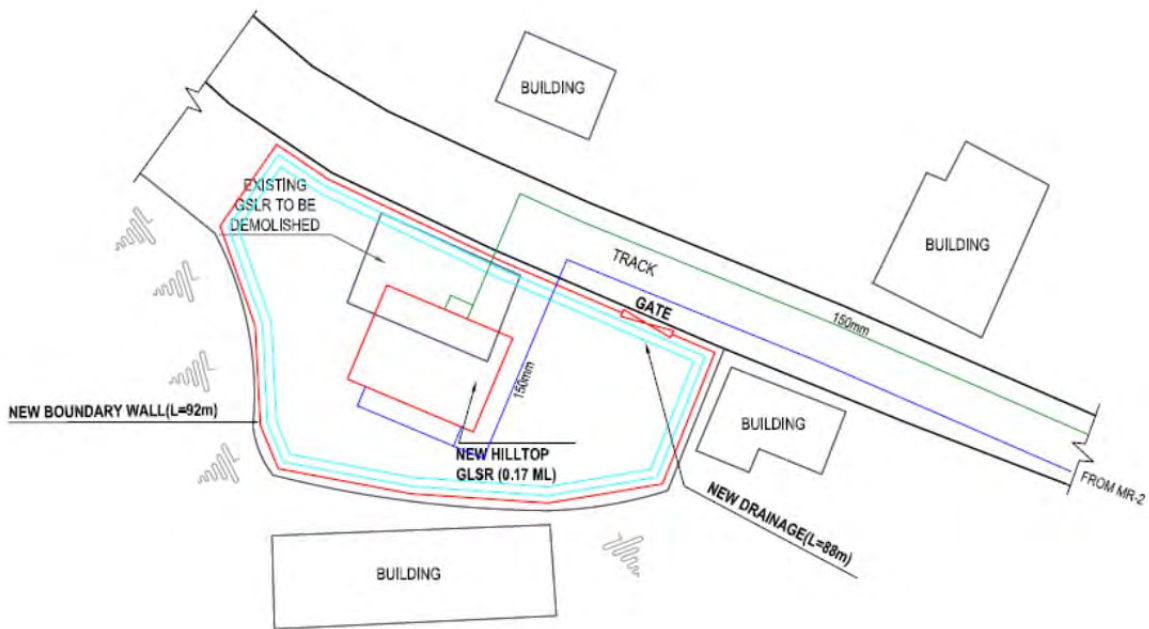 BUILDING
BUILDING
EXISTING
GSLR TO BE
DEMOLISHED
TRACK
GATE
150mm
150mm
NEW BOUNDARY WALL(L=92m)
BUILDING
NEW HILLTOP
GLSR (0.17 ML)
NEW DRAINAGE(L=88m)
FROM MR-2
BUILDING